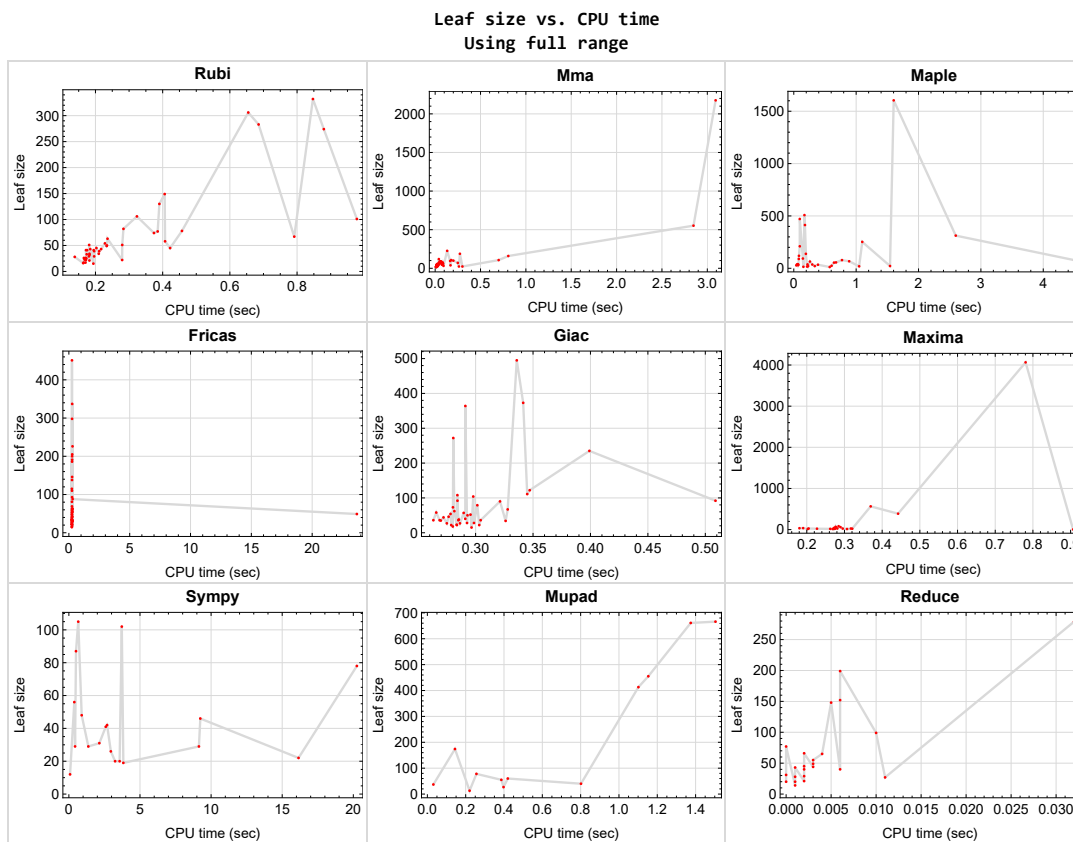 Leaf size vs. CPU time
Using full range
Rubi
Leaf size
300
250
200
150
100
50
0
0.2 0.4 0.6 0.8
CPU time (sec)
Mma
Leaf size
2000
1500
1000
500
0
0.0 0.5 1.0 1.5 2.0 2.5 3.0
CPU time (sec)
Maple
Leaf size
1500
1000
500
0
0 1 2 3 4
CPU time (sec)
Fricas
Leaf size
400
300
200
100
0
0 5 10 15 20
CPU time (sec)
Giac
Leaf size
500
400
300
200
100
0
0.30 0.35 0.40 0.45 0.50
CPU time (sec)
Maxima
Leaf size
4000
3000
2000
1000
0
0.2 0.3 0.4 0.5 0.6 0.7 0.8 0.9
CPU time (sec)
Sympy
Leaf size
100
80
60
40
20
0
0 5 10 15 20
CPU time (sec)
Mupad
Leaf size
700
600
500
400
300
200
100
0
0.0 0.2 0.4 0.6 0.8 1.0 1.2 1.4
CPU time (sec)
Reduce
Leaf size
250
200
150
100
50
0
0.000 0.005 0.010 0.015 0.020 0.025 0.030
CPU time (sec)